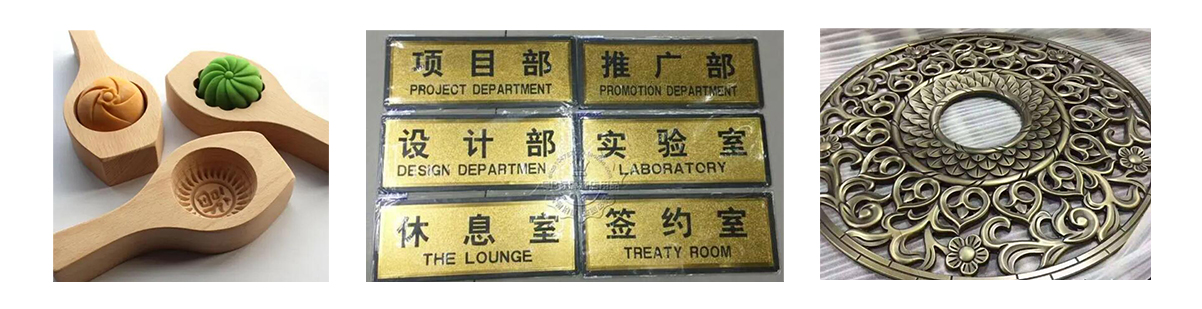 项目部
PROJECT DEPARTMENT
推广部
PROMOTION DEPARTMENT
设计部
DESIGN DEPARTMEN
实验室
LABORATORY
休息室
THE LOUNGE
签约室
TREATY ROOM